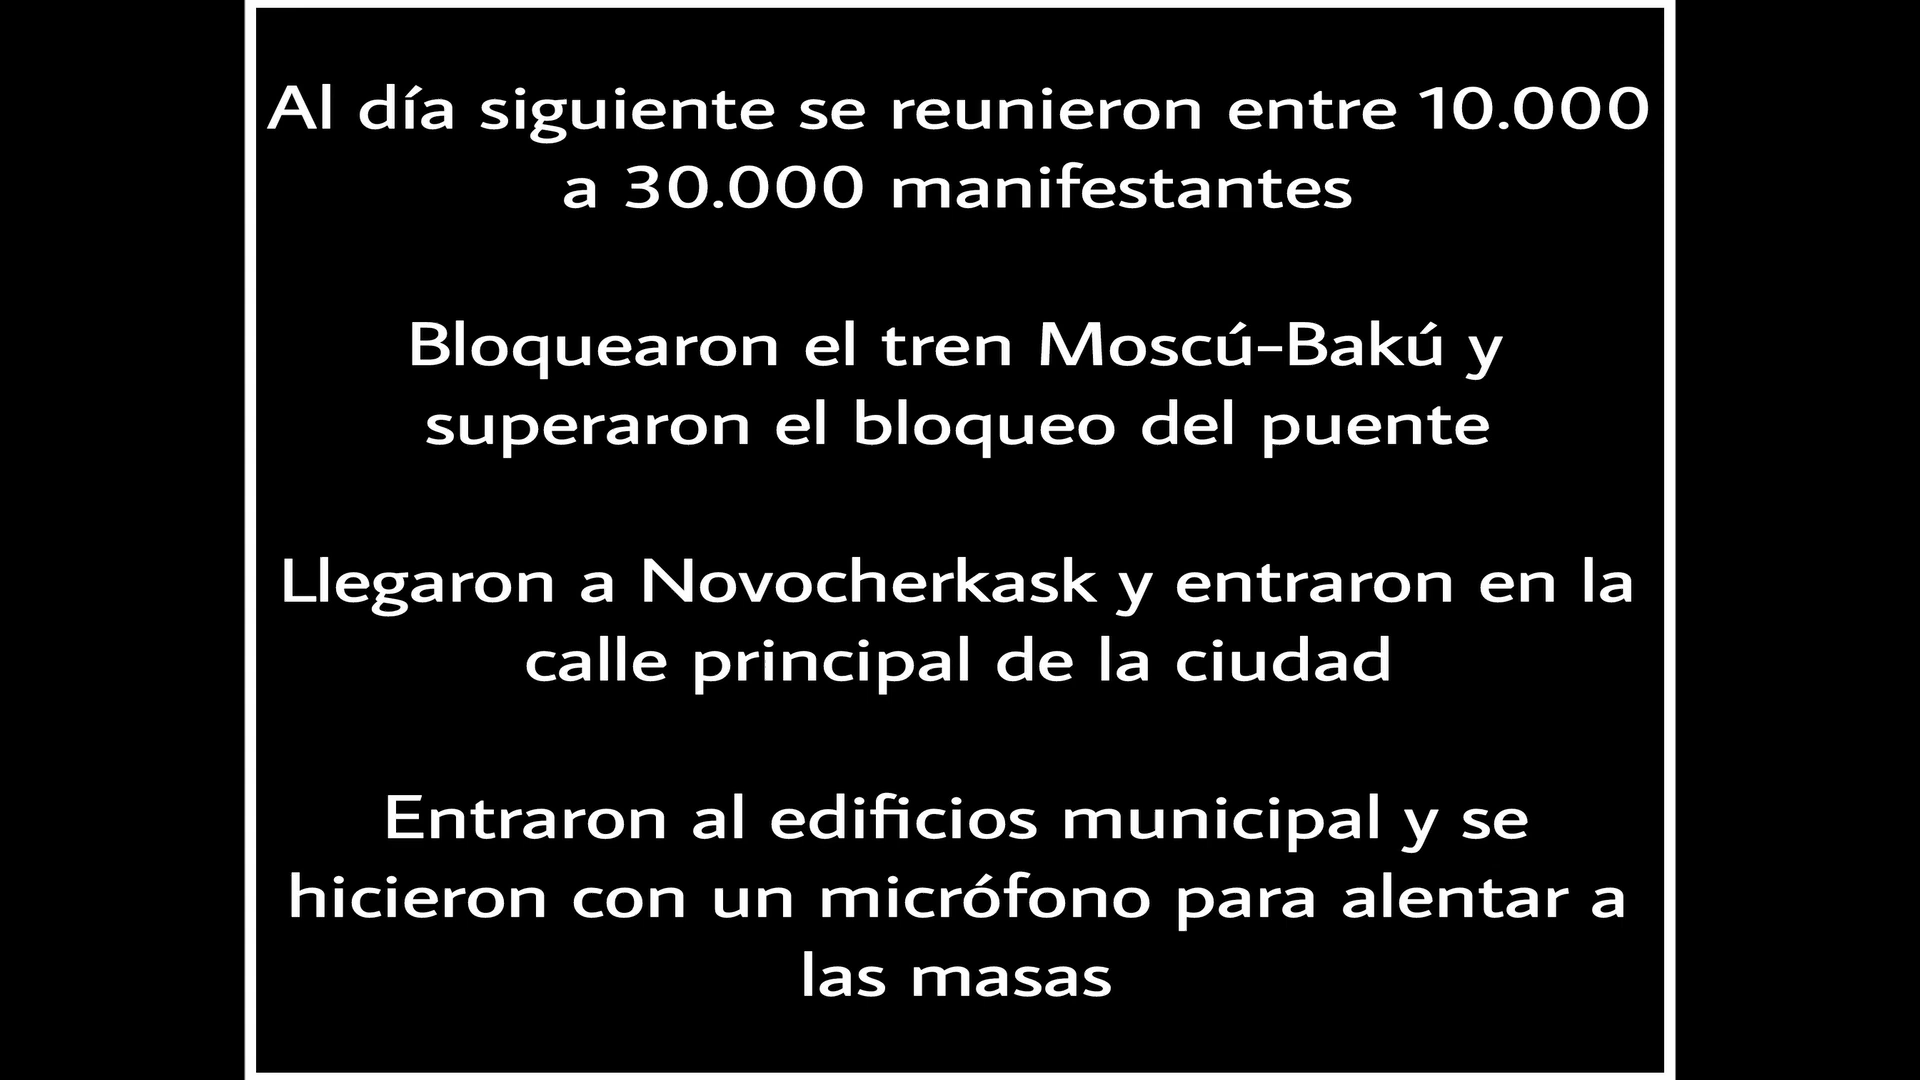 Al día siguiente se reunieron entre 10.000
a 30.000 manifestantes
Bloquearon el tren Moscú-Bakú y
superaron el bloqueo del puente
Llegaron a Novocherkask y entraron en la
calle principal de la ciudad
Entraron al edificios municipal y se
hicieron con un micrófono para alentar a
las masas